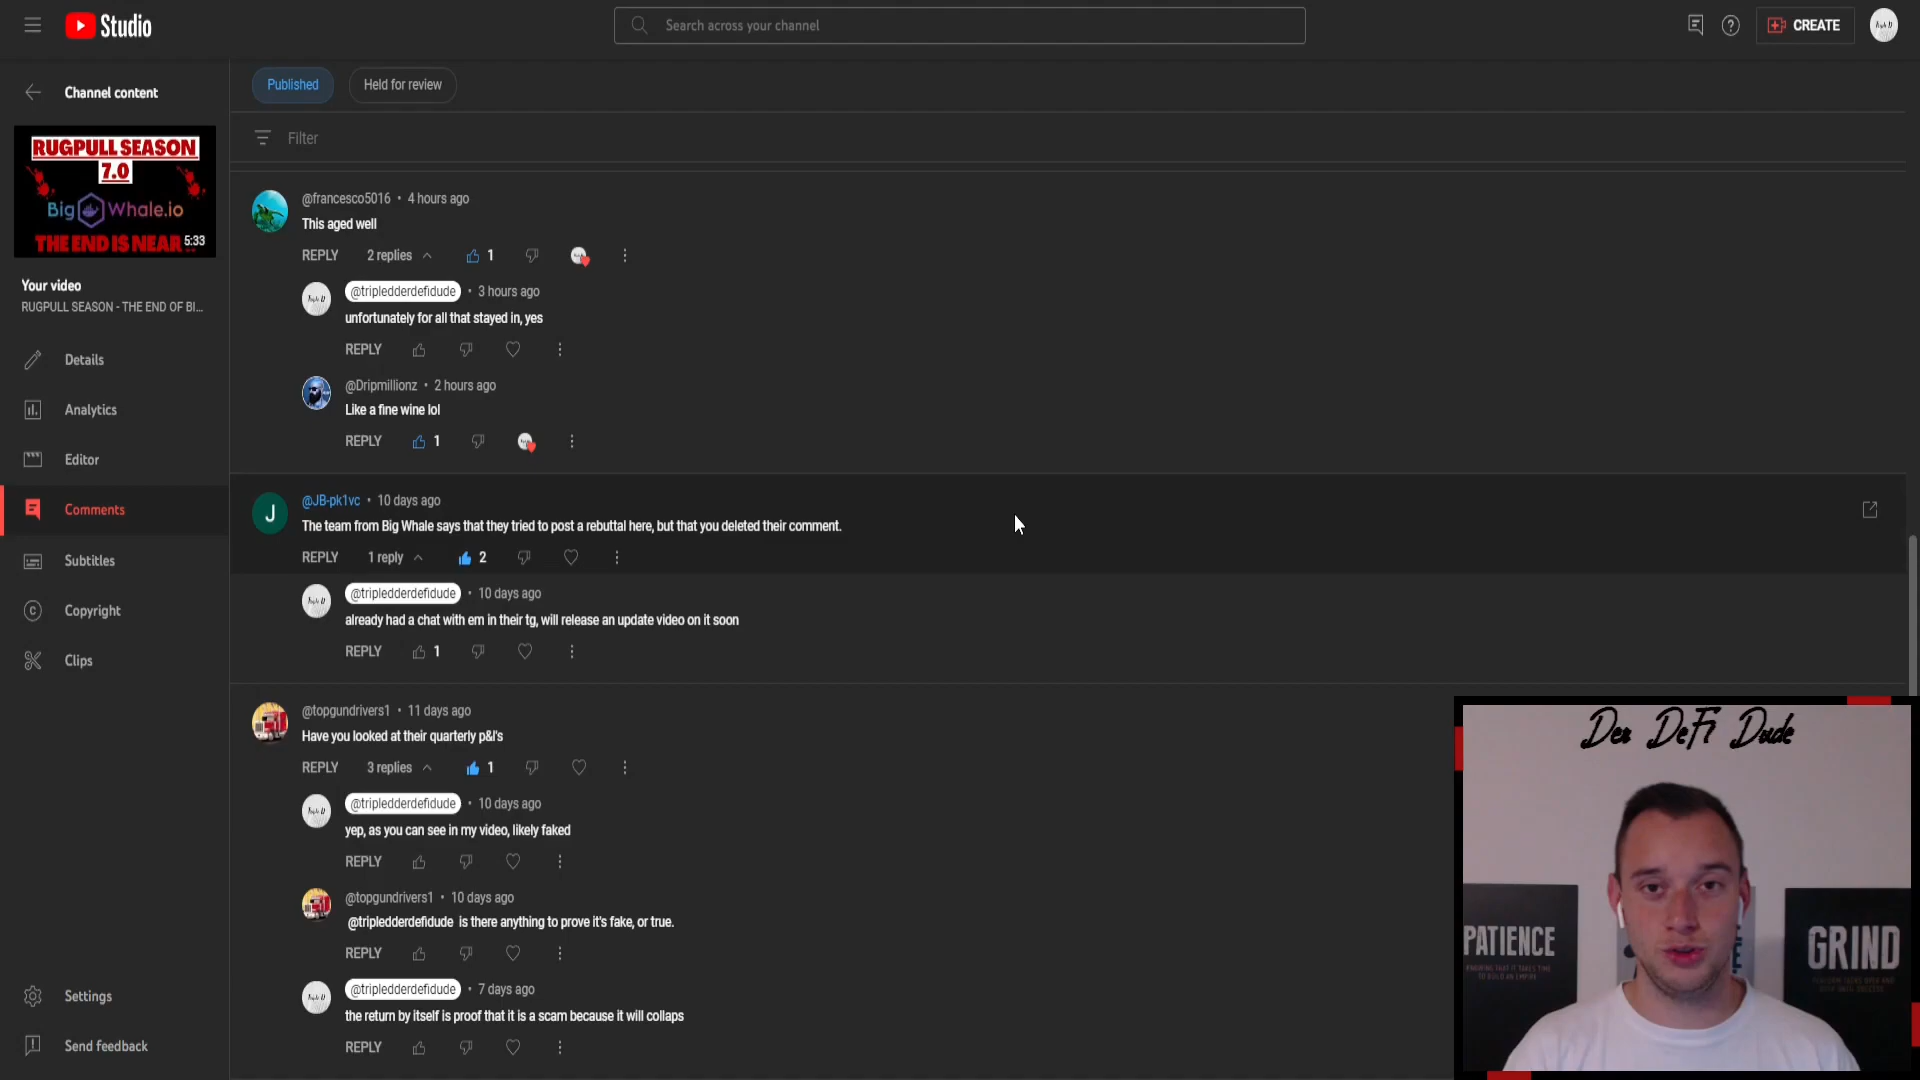 Studio
Search across your channel
CREATE
Channel content
Published
Held for review
Filter
RUGPULL SEASON
7.0
BigWhale.io
THE END IS NEAR
5:33
Your video
RUGPULL SEASON - THE END OF BI...
Details
Analytics
Editor
Comments
Subtitles
Copyright
Clips
Settings
Send feedback
@francesco5016 • 4 hours ago
This aged well
REPLY 2 replies 1
@tripledderdefidude • 3 hours ago
unfortunately for all that stayed in, yes
REPLY
@Dripmillionz • 2 hours ago
Like a fine wine lol
REPLY 1
J
@JB-pk1vc • 10 days ago
The team from Big Whale says that they tried to post a rebuttal here, but that you deleted their comment.
REPLY 1 reply 2
@tripledderdefidude • 10 days ago
already had a chat with em in their tg, will release an update video on it soon
REPLY 1
@topgundrivers1 • 11 days ago
Have you looked at their quarterly p&l's
REPLY 3 replies 1
@tripledderdefidude • 10 days ago
yep, as you can see in my video, likely faked
REPLY
@topgundrivers1 • 10 days ago
@tripledderdefidude is there anything to prove it's fake, or true.
REPLY
@tripledderdefidude • 7 days ago
the return by itself is proof that it is a scam because it will collaps
REPLY
Der DeFi Dude
PATIENCE
GRIND